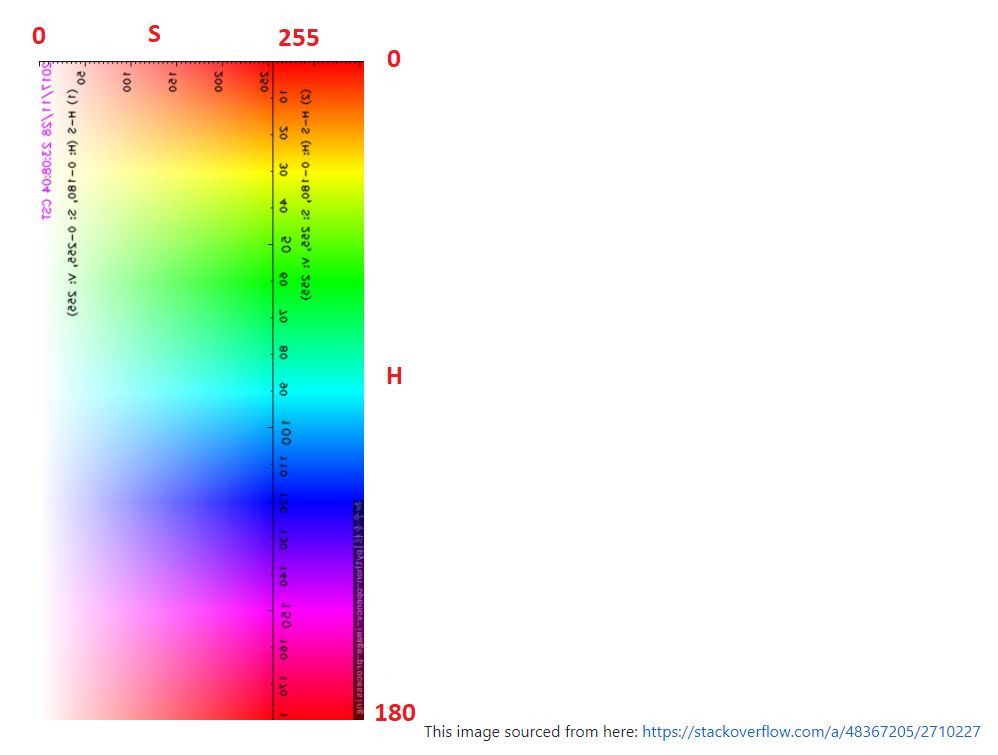 0 S 255
0
50 100 150 200 250
2017/11/28 23:08:04 CST
(1) H-S (H: 0-180, S: 0-255, V: 255)
(2) H-S (H: 0-180, S: 255, V: 255)
10
20
30
40
50
60
70
80
90
100
110
120
130
140
150
160
170
1
H
180
This image sourced from here: https://stackoverflow.com/a/48367205/2710227